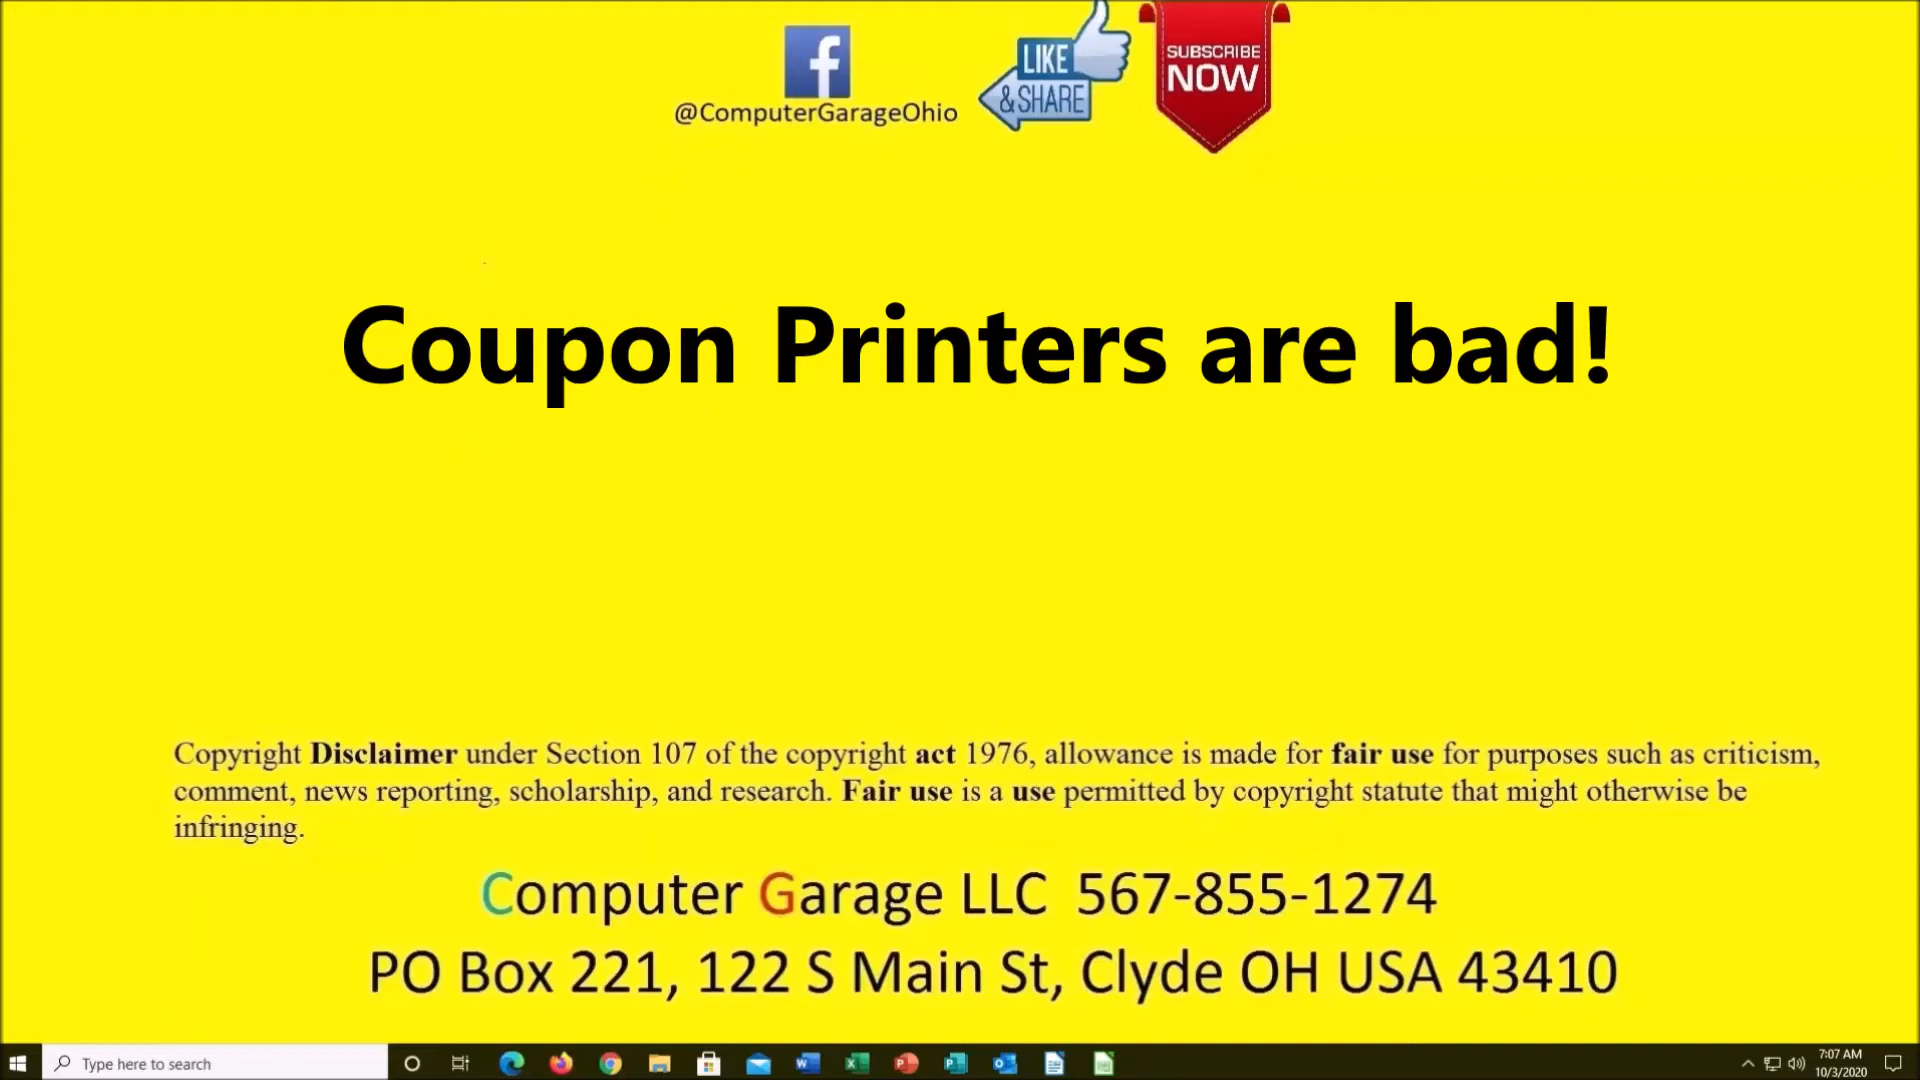 LIKE
& SHARE
SUBSCRIBE
NOW
@ComputerGarageOhio
Coupon Printers are bad!
Copyright Disclaimer under Section 107 of the copyright act 1976, allowance is made for fair use for purposes such as criticism,
comment, news reporting, scholarship, and research. Fair use is a use permitted by copyright statute that might otherwise be
infringing.
Computer Garage LLC 567-855-1274
PO Box 221, 122 S Main St, Clyde OH USA 43410
Type here to search
7:07 AM
10/3/2020